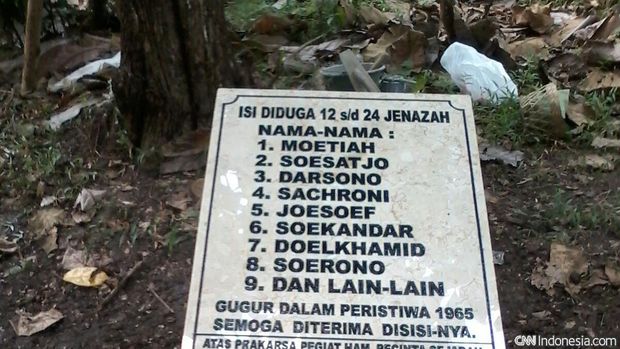 ISI DIDUGA 12 s/d 24 JENAZAH
NAMA-NAMA :
1. MOETIAH
2. SOESATJO
3. DARSONO
4. SACHRONI
5. JOESOEF
6. SOEKANDAR
7. DOELKHAMID
8. SOERONO
9. DAN LAIN-LAIN
GUGUR DALAM PERISTIWA 1965
SEMOGA DITERIMA DISISI-NYA.
ATAS PRAKARSA PEGIAT HAM, PECINTA SEJARAH
CNN Indonesia.com